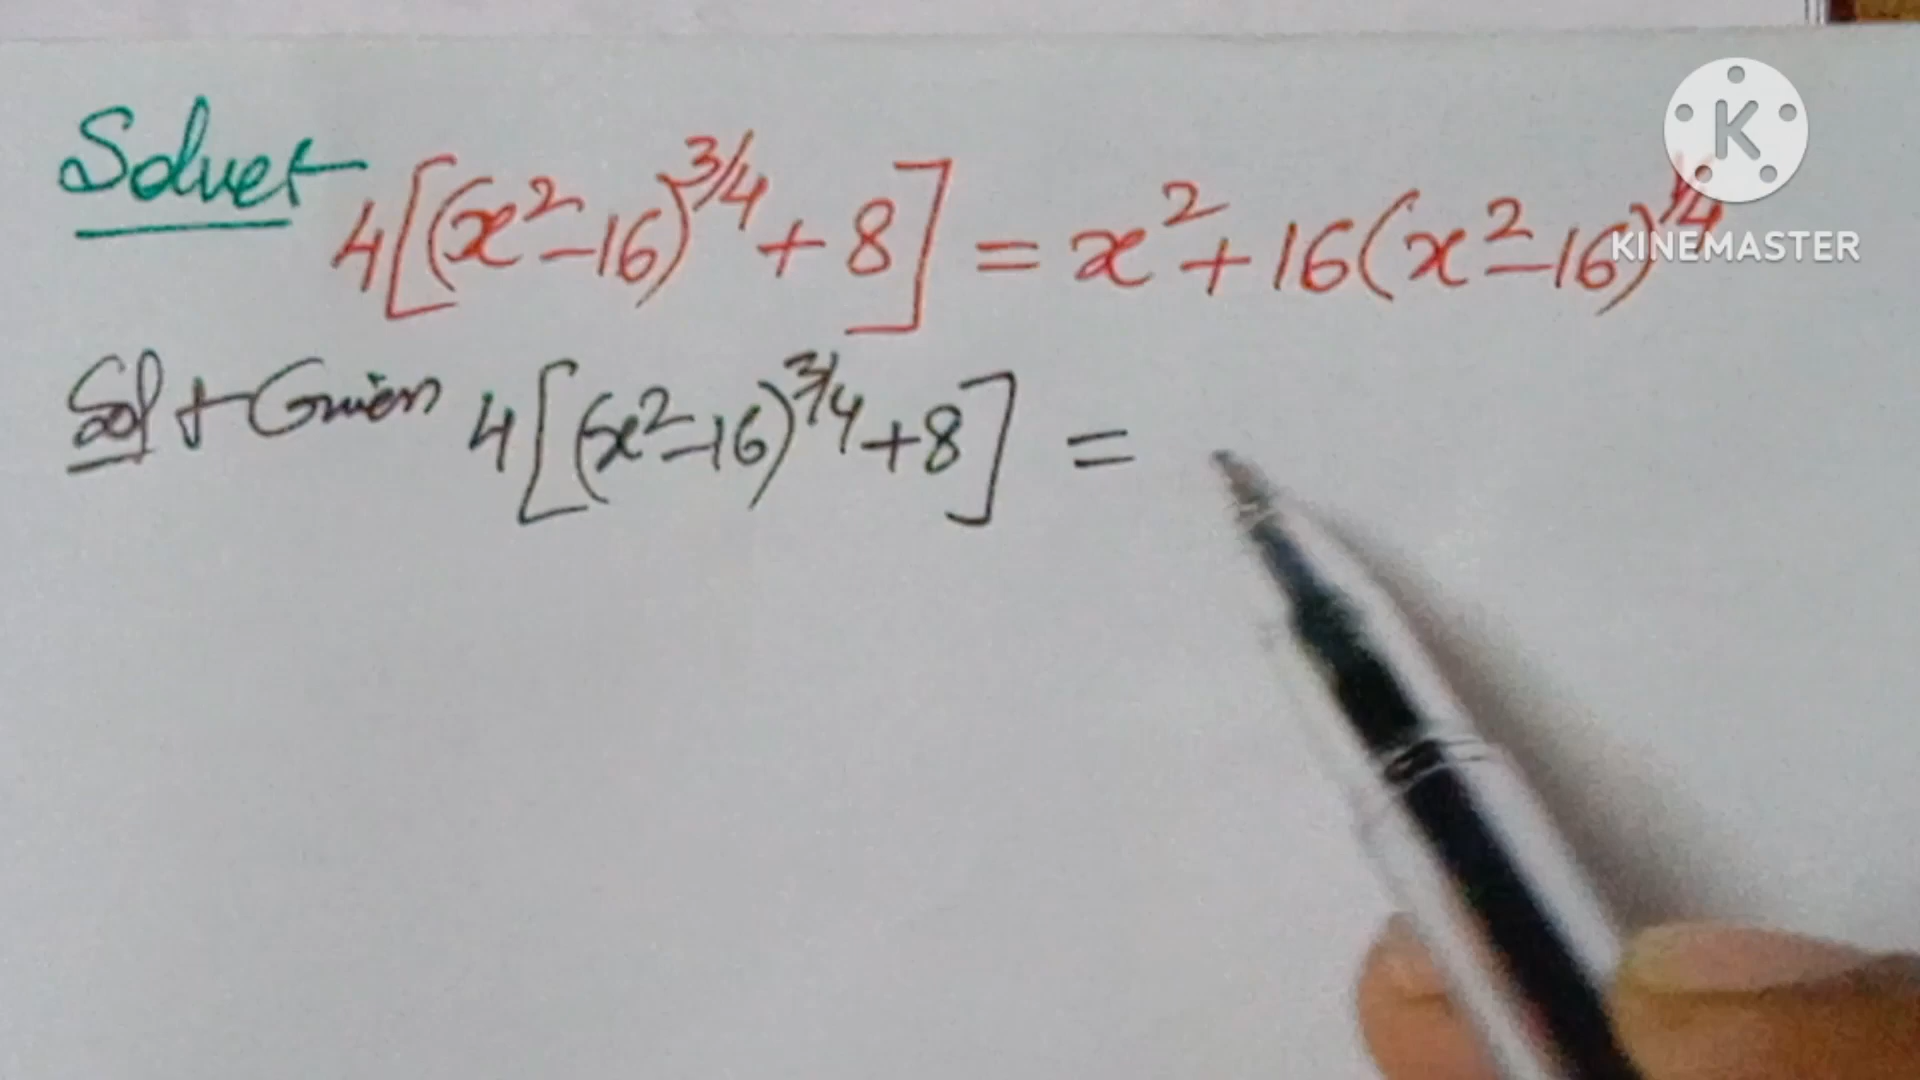 Solve:- 4[(x²-16)^3/4 + 8] = x² + 16(x²-16)^1/4
K
KINEMASTER
Sol:- Given 4[(x²-16)^3/4 + 8] =